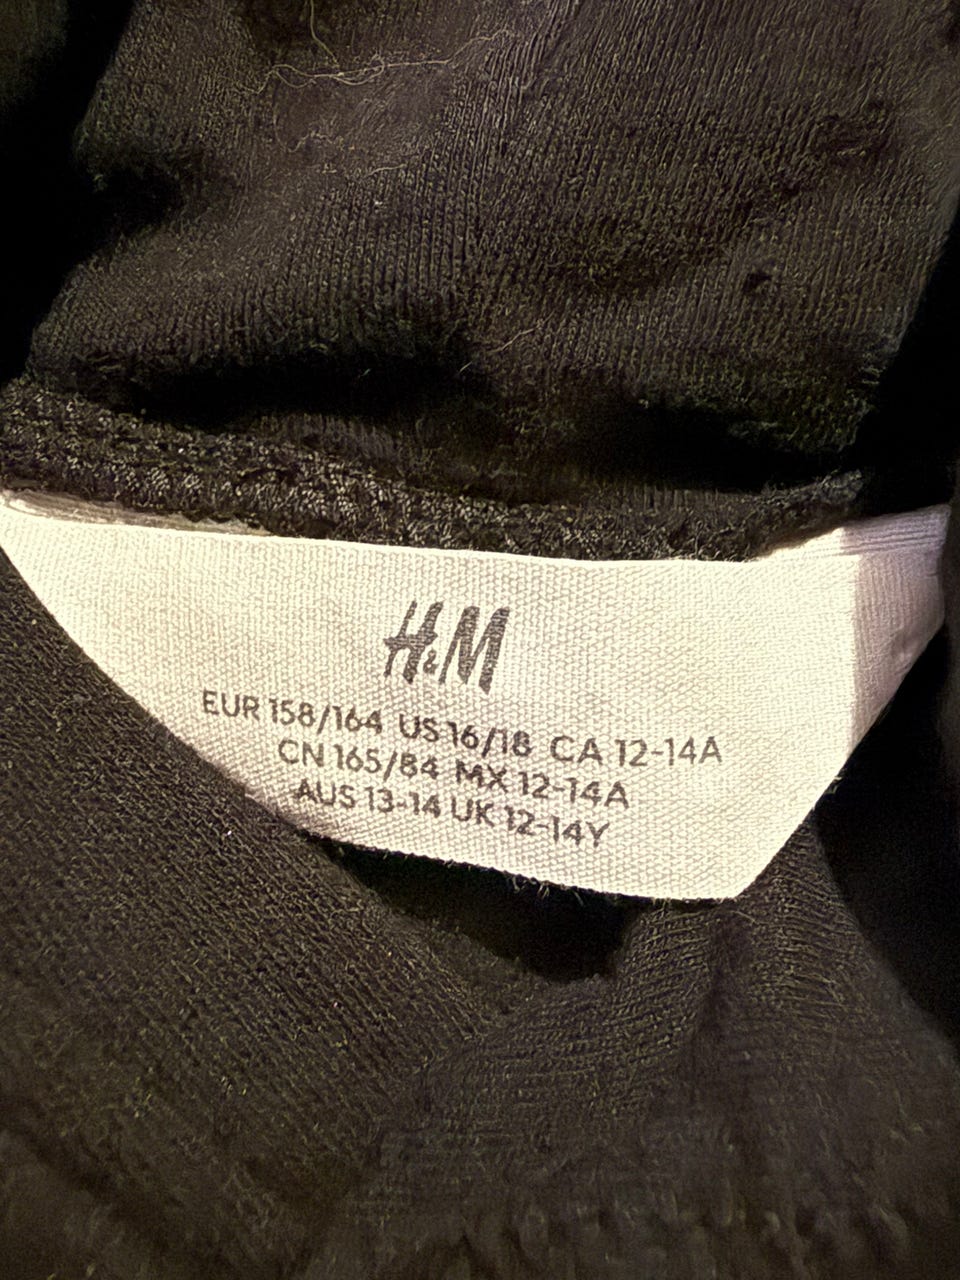 H&M
EUR 158/164 US 16/18 CA 12-14A
CN 165/84 MX 12-14A
AUS 13-14 UK 12-14Y